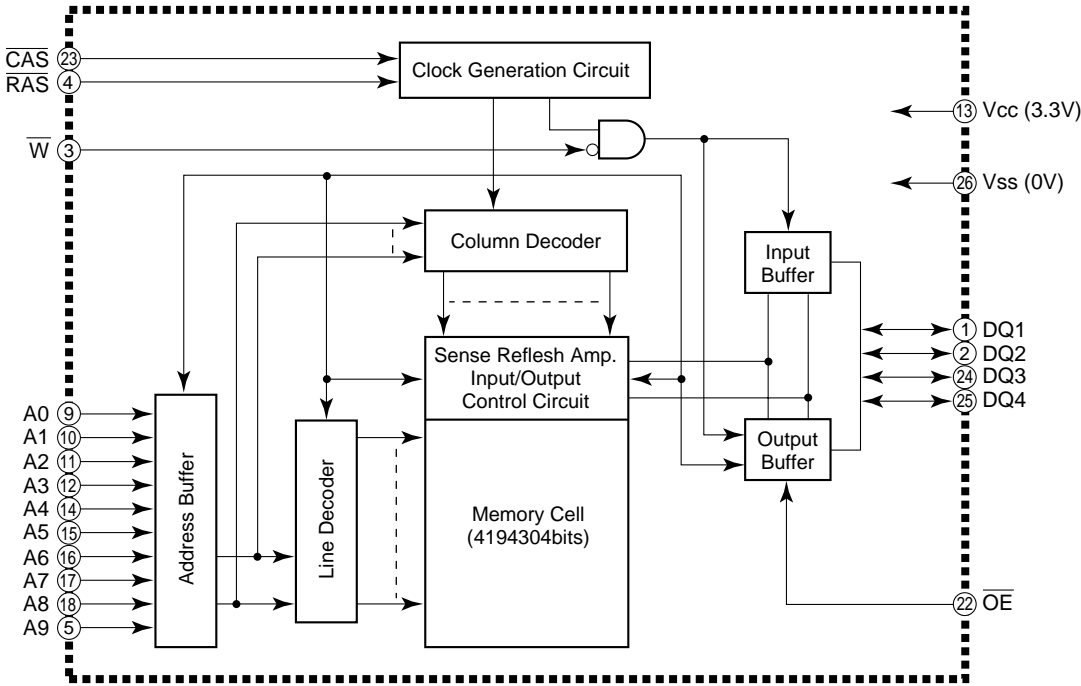 CAS 23
RAS 4
W 3
Clock Generation Circuit
13 Vcc (3.3V)
26 Vss (0V)
Column Decoder
Input
Buffer
Sense Reflesh Amp.
Input/Output
Control Circuit
1 DQ1
2 DQ2
24 DQ3
25 DQ4
A0 9
A1 10
A2 11
A3 12
A4 14
A5 15
A6 16
A7 17
A8 18
A9 5
Address Buffer
Line Decoder
Memory Cell
(4194304bits)
Output
Buffer
22 OE